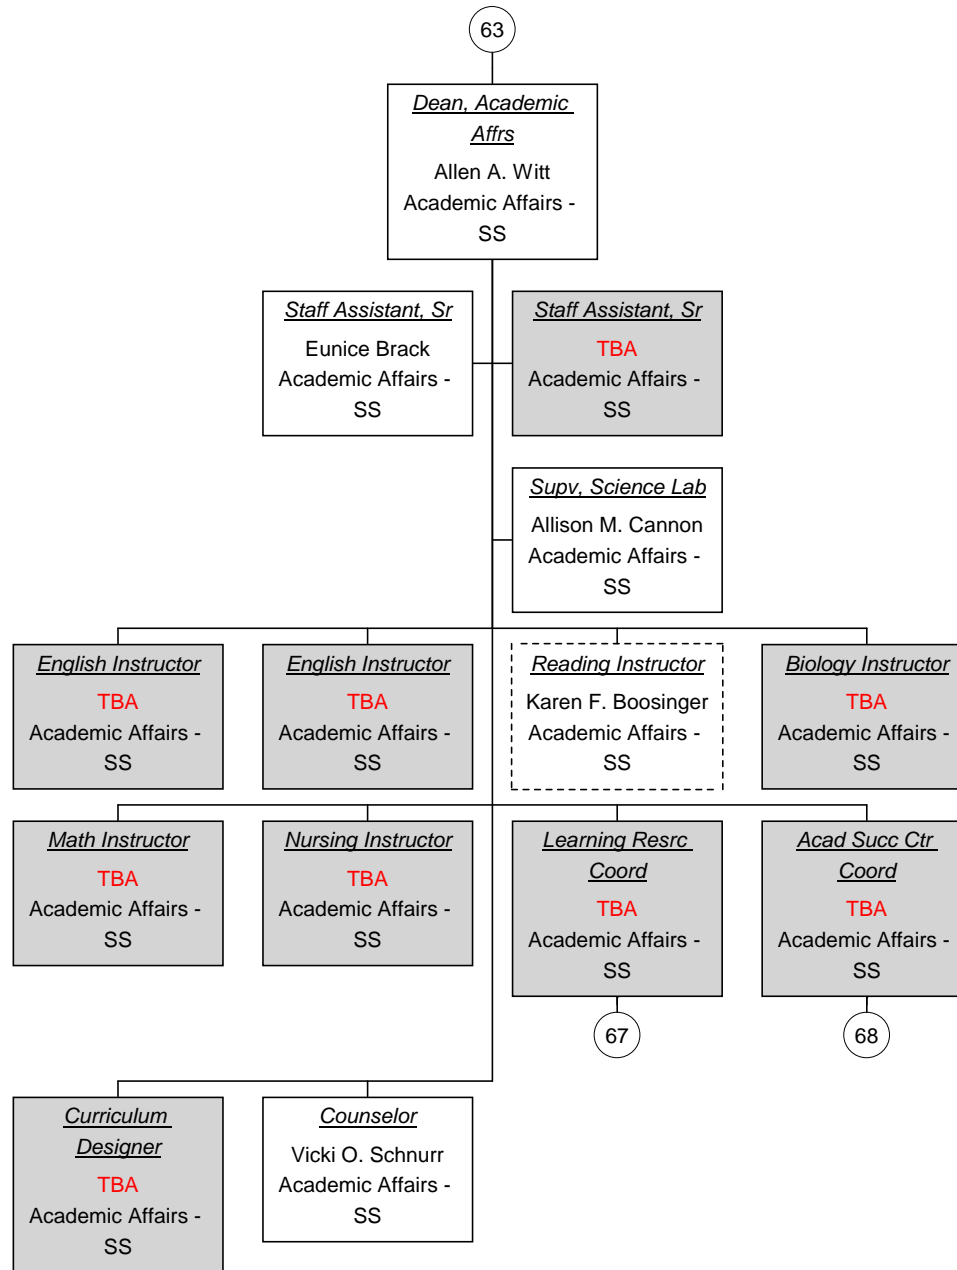 63
Dean, Academic
Affrs
Allen A. Witt
Academic Affairs -
SS
Staff Assistant, Sr
Eunice Brack
Academic Affairs -
SS
Staff Assistant, Sr
TBA
Academic Affairs -
SS
Supv, Science Lab
Allison M. Cannon
Academic Affairs -
SS
English Instructor
TBA
Academic Affairs -
SS
English Instructor
TBA
Academic Affairs -
SS
Reading Instructor
Karen F. Boosinger
Academic Affairs -
SS
Biology Instructor
TBA
Academic Affairs -
SS
Math Instructor
TBA
Academic Affairs -
SS
Nursing Instructor
TBA
Academic Affairs -
SS
Learning Resrc
Coord
TBA
Academic Affairs -
SS
Acad Succ Ctr
Coord
TBA
Academic Affairs -
SS
67
68
Curriculum
Designer
TBA
Academic Affairs -
SS
Counselor
Vicki O. Schnurr
Academic Affairs -
SS